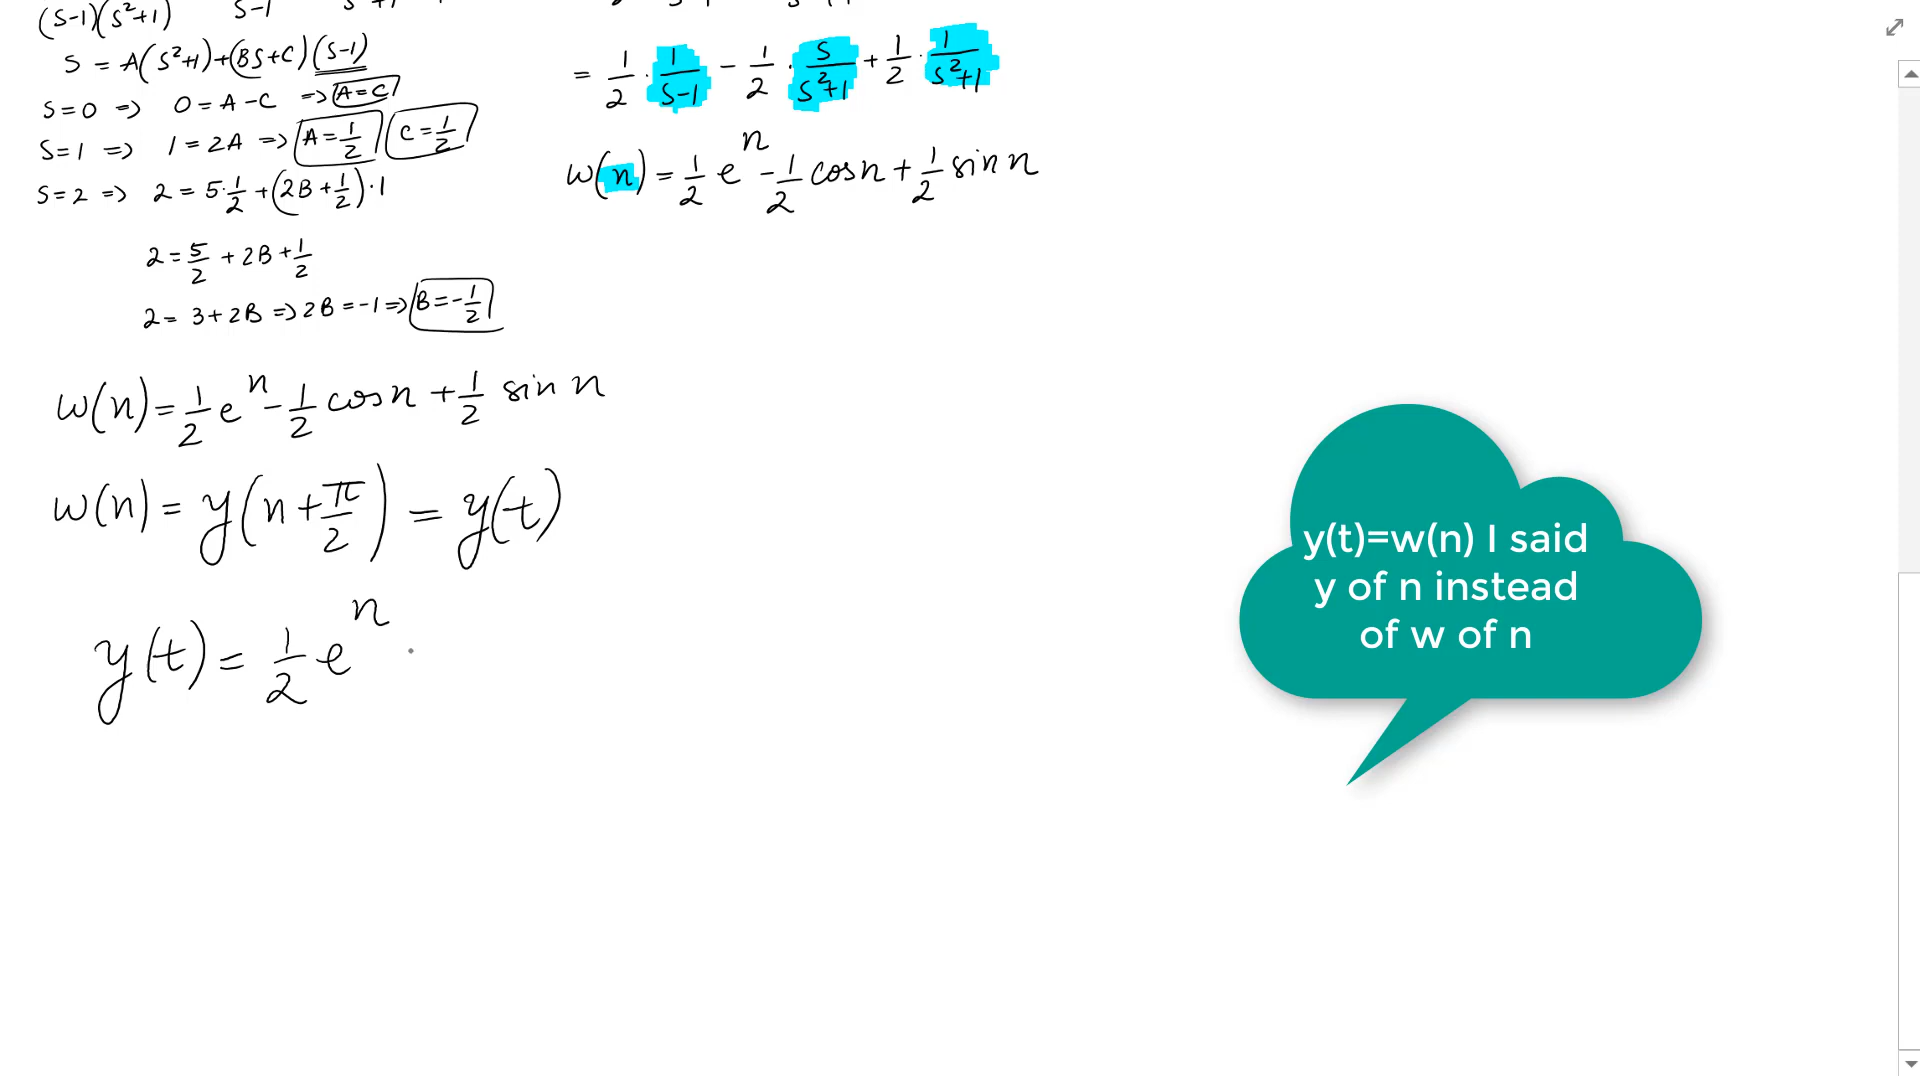 (s-1)(s²+1) s-1
s = A(s²+1)+(Bs+C)(s-1)
s=0 => 0=A-C => A=C
s=1 => 1=2A => A=1/2 C=1/2
s=2 => 2=5·1/2+(2B+1/2)·1
2=5/2+2B+1/2
2=3+2B=>2B=-1=>B=-1/2
= 1/2 · 1/s-1 - 1/2 · s/s²+1 + 1/2 · 1/s²+1
w(n)=1/2 e^n - 1/2 cos n + 1/2 sin n
w(n)=1/2 e^n - 1/2 cos n + 1/2 sin n
w(n)=y(n+π/2)=y(t)
y(t)=1/2 e^n
y(t)=w(n) I said
y of n instead
of w of n